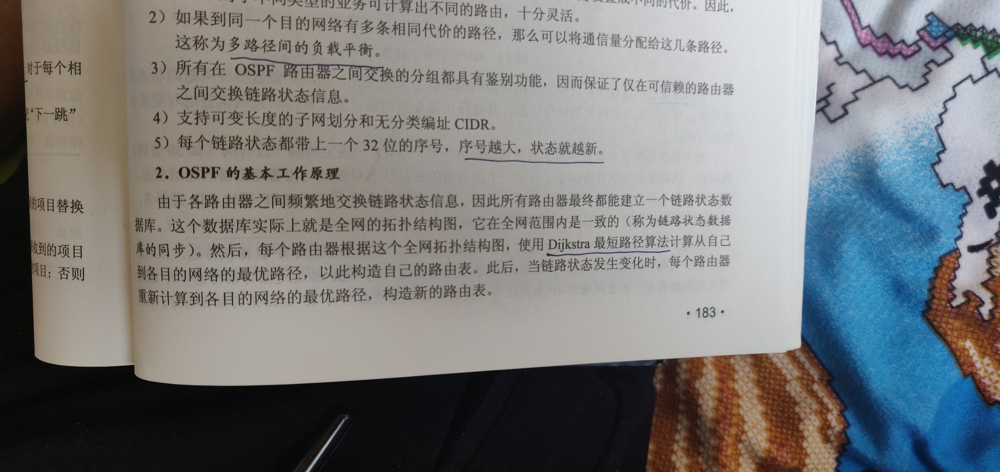 对于每个相
“下一跳”
的项目替换
收到的项目
项目；否则
不同类型的业务可计算出不同的路由，十分灵活。
不同的代价。因此，
2）如果到同一个目的网络有多条相同代价的路径，那么可以将通信量分配给这几条路径。
这称为多路径间的负载平衡。
3）所有在 OSPF 路由器之间交换的分组都具有鉴别功能，因而保证了仅在可信赖的路由器
之间交换链路状态信息。
4）支持可变长度的子网划分和无分类编址 CIDR。
5）每个链路状态都带上一个 32 位的序号，序号越大，状态就越新。
2. OSPF 的基本工作原理
由于各路由器之间频繁地交换链路状态信息，因此所有路由器最终都能建立一个链路状态数
据库。这个数据库实际上就是全网的拓扑结构图，它在全网范围内是一致的（称为链路状态数据
库的同步）。然后，每个路由器根据这个全网拓扑结构图，使用 Dijkstra 最短路径算法计算从自己
到各目的网络的最优路径，以此构造自己的路由表。此后，当链路状态发生变化时，每个路由器
重新计算到各目的网络的最优路径，构造新的路由表。
·183·